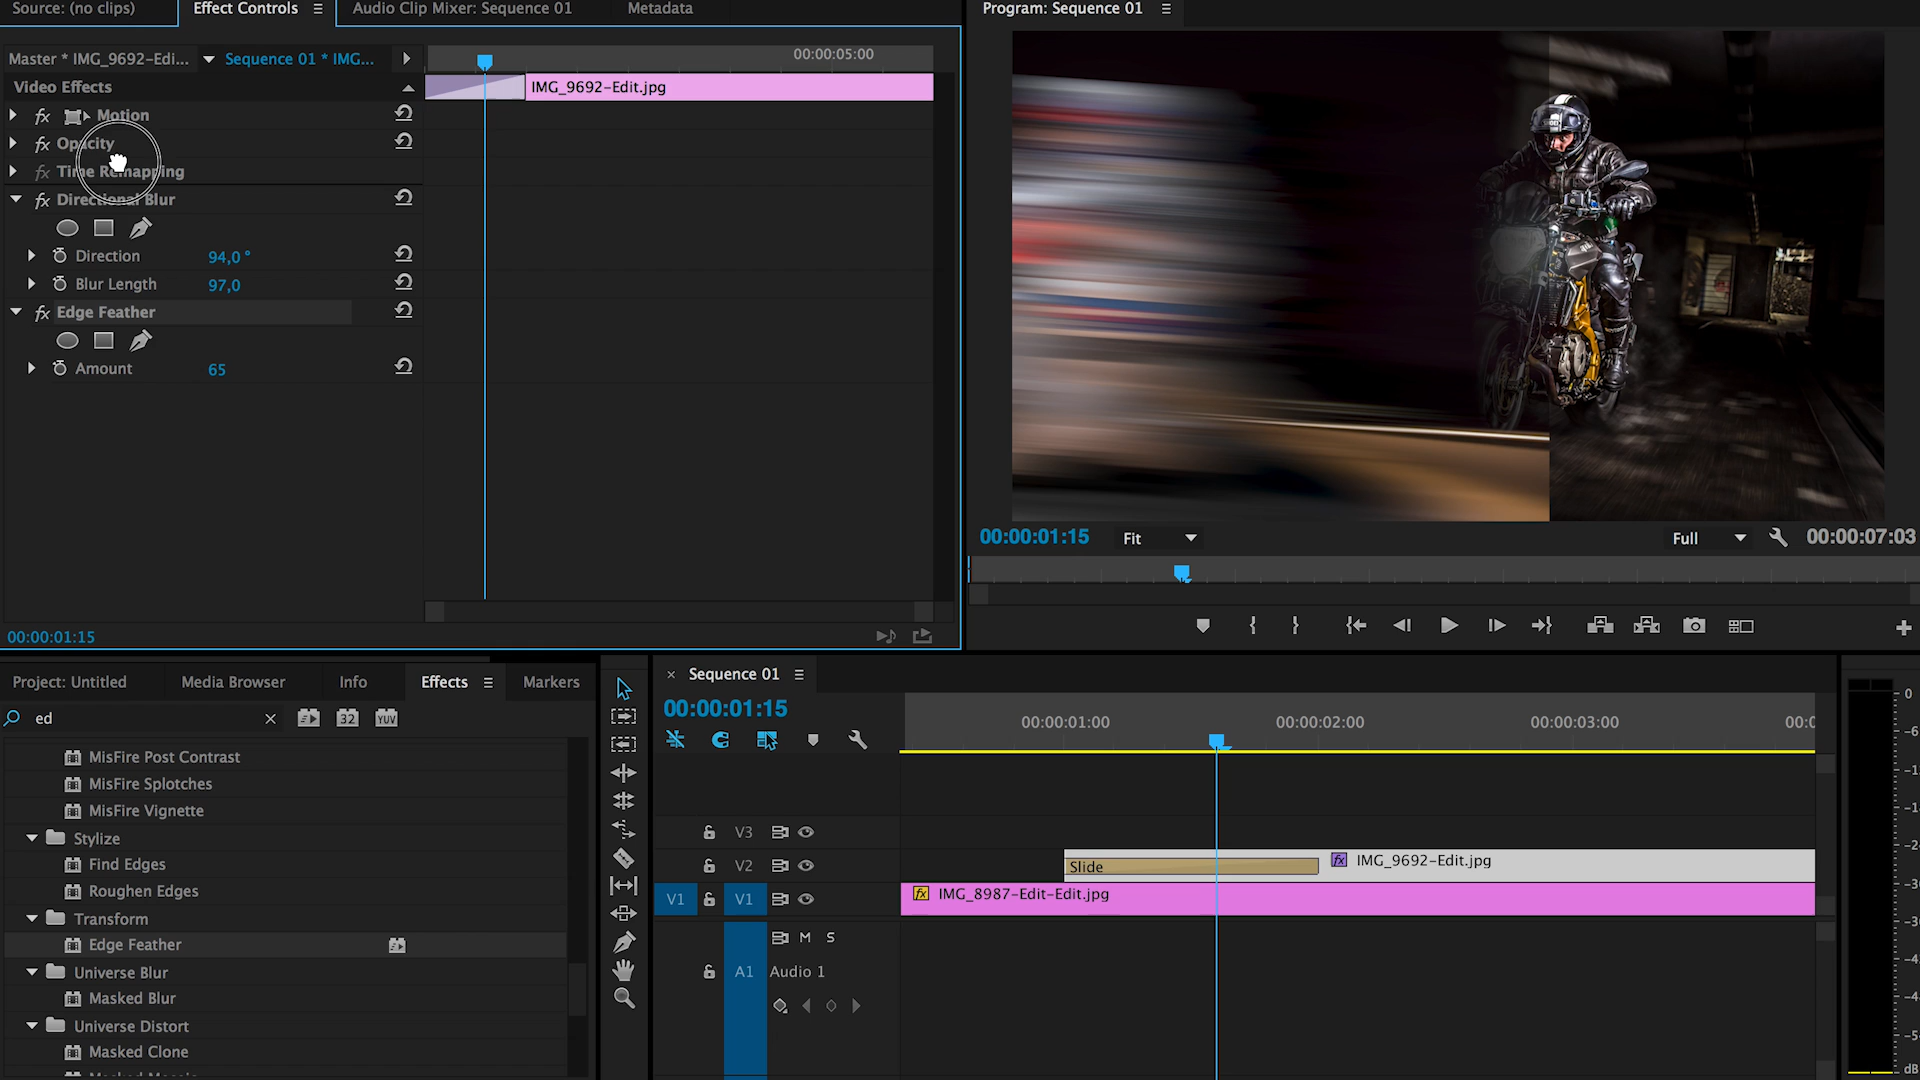 Source: (no clips)
Effect Controls
Audio Clip Mixer: Sequence 01
Metadata
Program: Sequence 01
Master * IMG_9692-Edi...
Sequence 01 * IMG...
00:00:05:00
Video Effects
IMG_9692-Edit.jpg
fx Motion
fx Opacity
fx Time Remapping
fx Directional Blur
Direction 94,0 °
Blur Length 97,0
fx Edge Feather
Amount 65
00:00:01:15
Fit
Full
00:00:07:03
00:00:01:15
Project: Untitled
Media Browser
Info
Effects
Markers
ed
32
YUV
MisFire Post Contrast
MisFire Splotches
MisFire Vignette
Stylize
Find Edges
Roughen Edges
Transform
Edge Feather
Universe Blur
Masked Blur
Universe Distort
Masked Clone
× Sequence 01
00:00:01:15
00:00:01:00
00:00:02:00
00:00:03:00
V3
V2
Slide
fx IMG_9692-Edit.jpg
V1 V1
fx IMG_8987-Edit-Edit.jpg
M S
A1 Audio 1
0
-6
dB